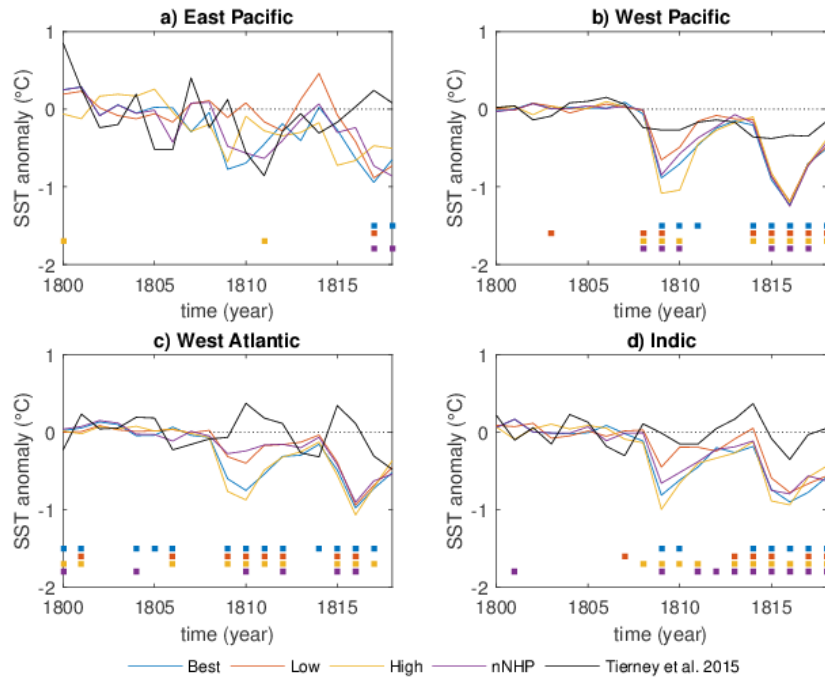 a) East Pacific
b) West Pacific
1
0
-1
-2
SST anomaly (°C)
1800
1805
1810
1815
time (year)
1
0
-1
-2
SST anomaly (°C)
1800
1805
1810
1815
time (year)
c) West Atlantic
d) Indic
1
0
-1
-2
SST anomaly (°C)
1800
1805
1810
1815
time (year)
1
0
-1
-2
SST anomaly (°C)
1800
1805
1810
1815
time (year)
Best Low High nNHP Tierney et al. 2015